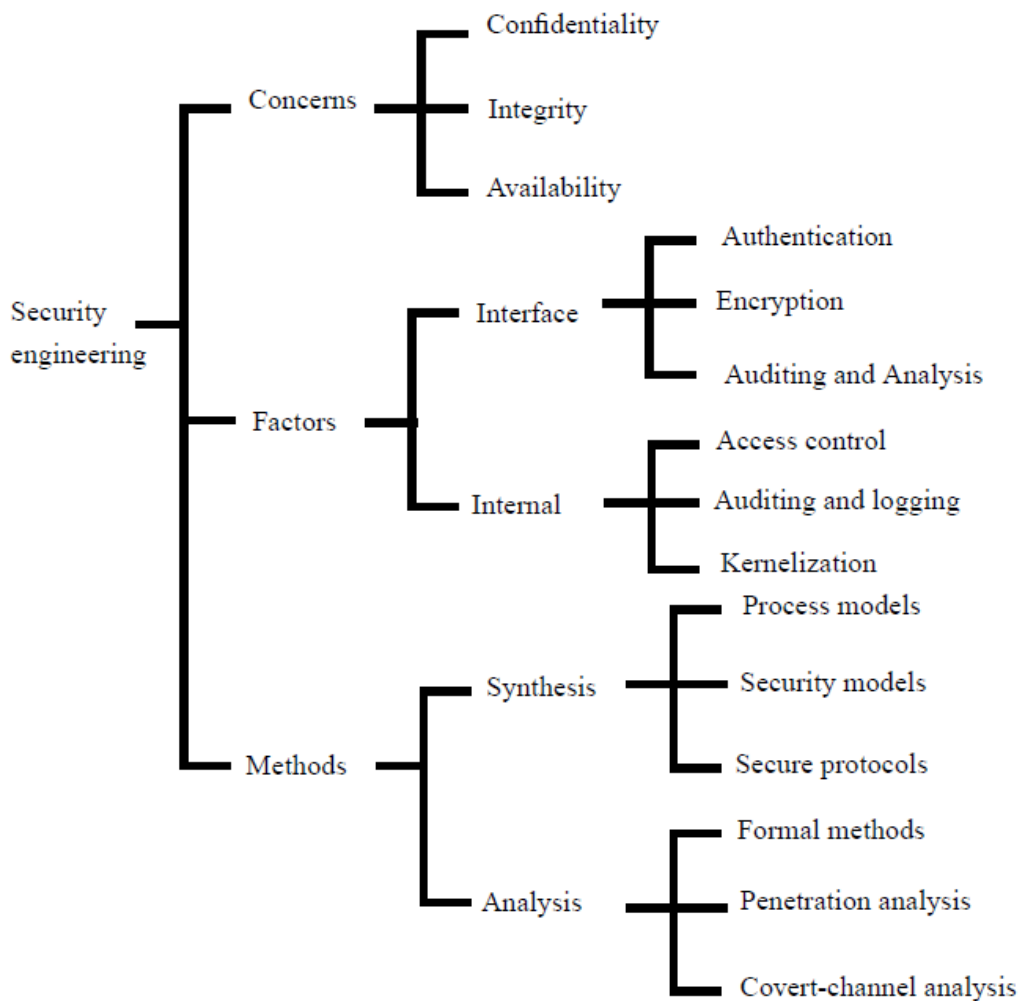 Security
engineering
Concerns
Confidentiality
Integrity
Availability
Factors
Interface
Authentication
Encryption
Auditing and Analysis
Internal
Access control
Auditing and logging
Kernelization
Methods
Synthesis
Process models
Security models
Secure protocols
Analysis
Formal methods
Penetration analysis
Covert-channel analysis